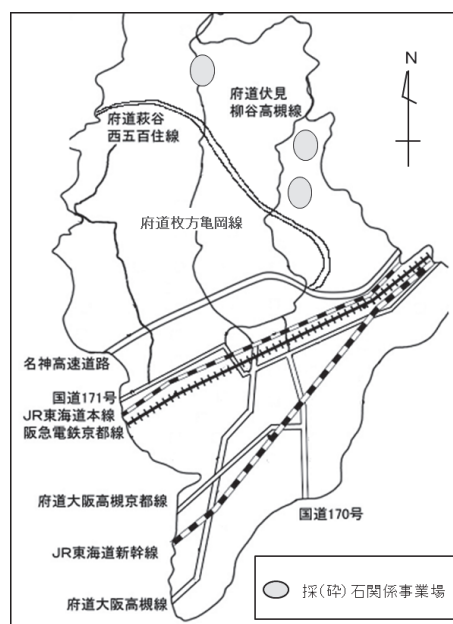 N
府道伏見
柳谷高槻線
府道萩谷
西五百住線
府道枚方亀岡線
名神高速道路
国道171号
JR東海道本線
阪急電鉄京都線
府道大阪高槻京都線
国道170号
JR東海道新幹線
府道大阪高槻線
採(砕)石関係事業場